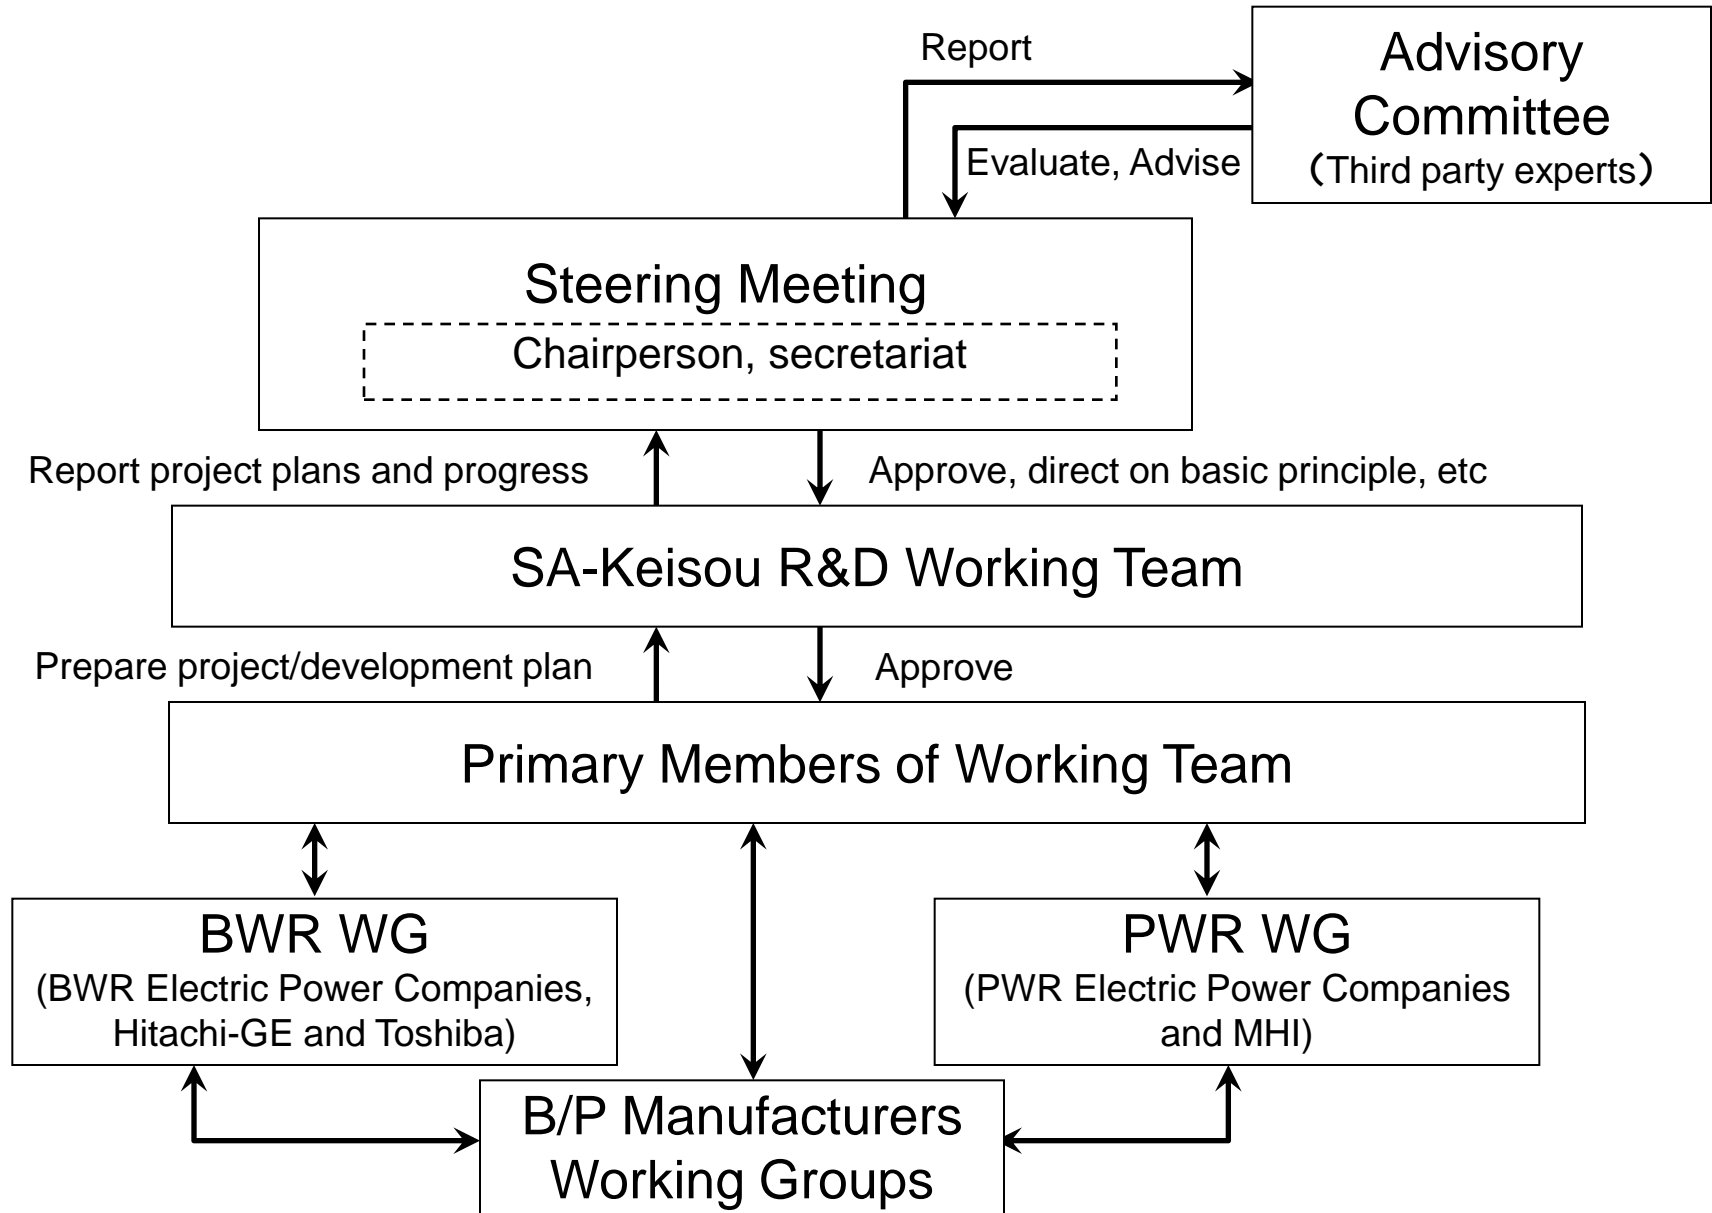 Report
Advisory
Committee
（Third party experts）
Evaluate, Advise
Steering Meeting
Chairperson, secretariat
Report project plans and progress
Approve, direct on basic principle, etc
SA-Keisou R&D Working Team
Prepare project/development plan
Approve
Primary Members of Working Team
BWR WG
(BWR Electric Power Companies,
Hitachi-GE and Toshiba)
PWR WG
(PWR Electric Power Companies
and MHI)
B/P Manufacturers
Working Groups